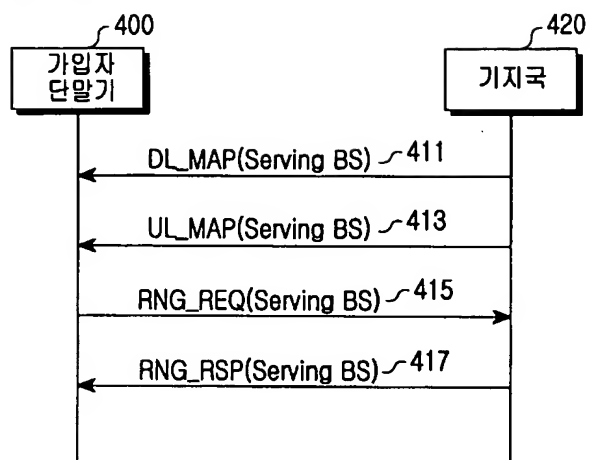 400
가입자
단말기
420
기지국
DL_MAP(Serving BS) 411
UL_MAP(Serving BS) 413
RNG_REQ(Serving BS) 415
RNG_RSP(Serving BS) 417